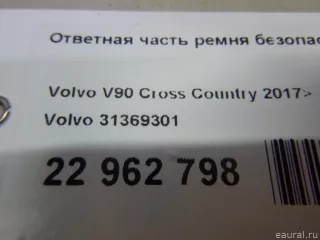 Ответная часть ремня безопас
Volvo V90 Cross Country 2017>
Volvo 31369301
22 962 798
eaural.ru